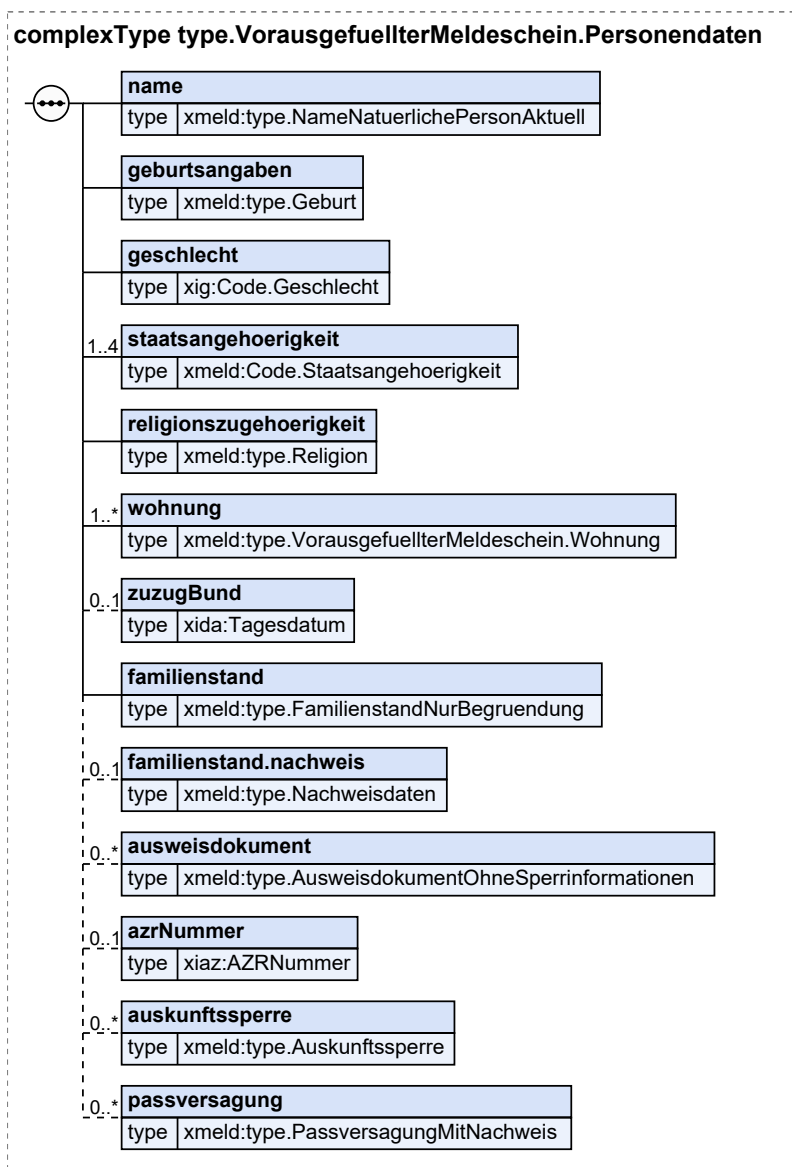 complexType type.VorausgefuellterMeldeschein.Personendaten
name
type xmeld:type.NameNatuerlichePersonAktuell
geburtsangaben
type xmeld:type.Geburt
geschlecht
type xig:Code.Geschlecht
1..4 staatsangehoerigkeit
type xmeld:Code.Staatsangehoerigkeit
religionszugehoerigkeit
type xmeld:type.Religion
1..* wohnung
type xmeld:type.VorausgefuellterMeldeschein.Wohnung
0..1 zuzugBund
type xida:Tagesdatum
familienstand
type xmeld:type.FamilienstandNurBegruendung
0..1 familienstand.nachweis
type xmeld:type.Nachweisdaten
0..* ausweisdokument
type xmeld:type.AusweisdokumentOhneSperrinformationen
0..1 azrNummer
type xiaz:AZRNummer
0..* auskunftssperre
type xmeld:type.Auskunftssperre
0..* passversagung
type xmeld:type.PassversagungMitNachweis